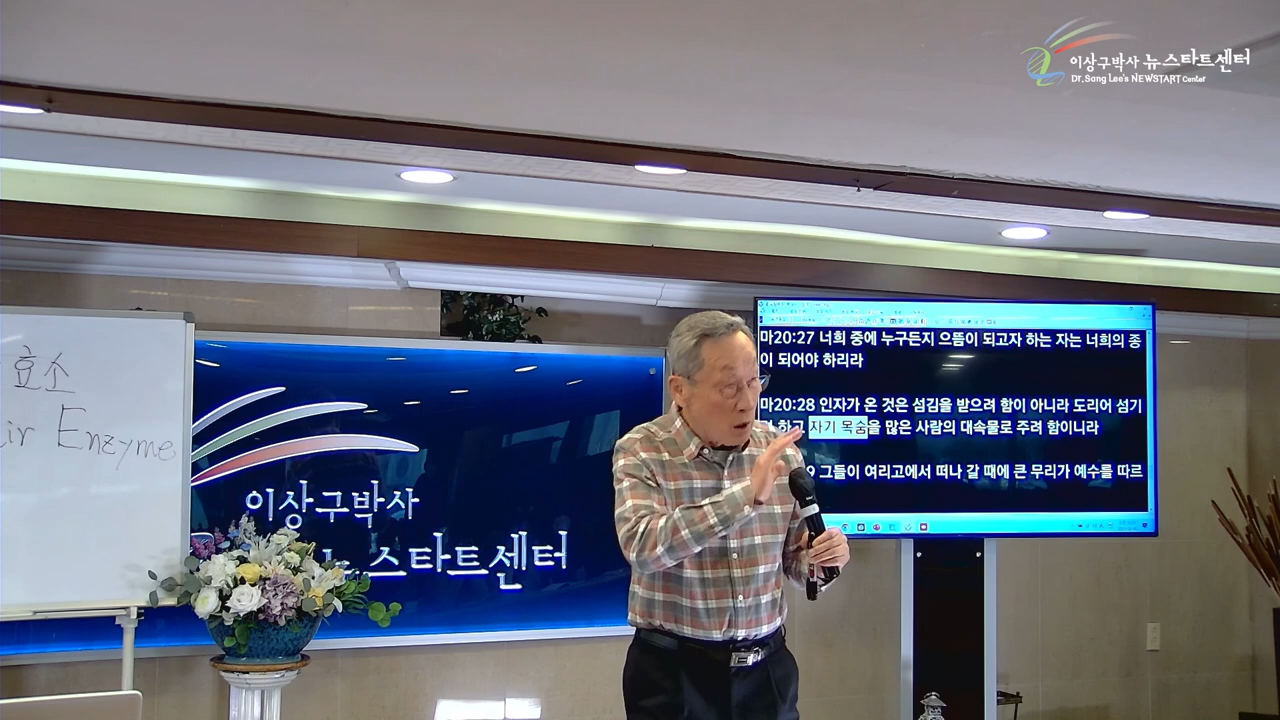 이상구박사 뉴스타트센터
Dr. Sang Lee's NEWSTART Center
마20:27 너희 중에 누구든지 으뜸이 되고자 하는 자는 너희의 종
이 되어야 하리라
마20:28 인자가 온 것은 섬김을 받으려 함이 아니라 도리어 섬기
하고 자기 목숨을 많은 사람의 대속물로 주려 함이니라
9 그들이 여리고에서 떠나 갈 때에 큰 무리가 예수를 따르
효소
Enzyme
이상구박사
뉴스타트센터